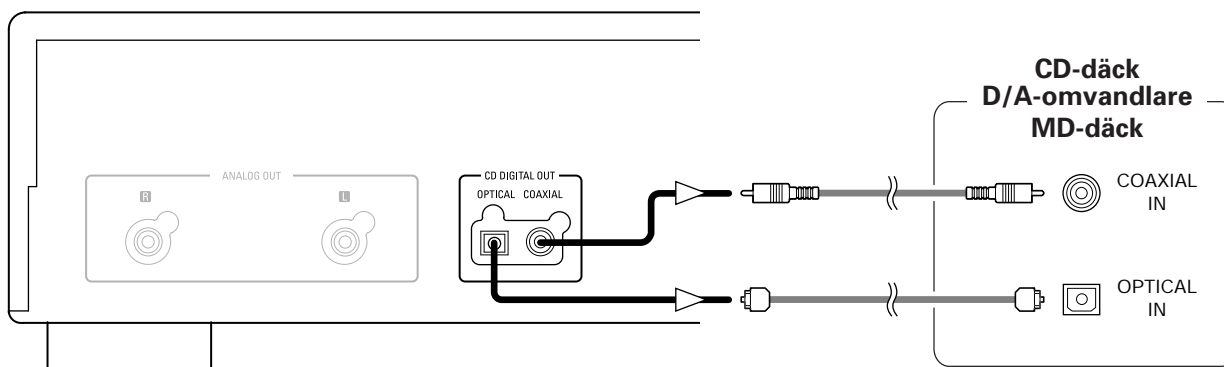 CD-däck
D/A-omvandlare
MD-däck
ANALOG OUT
R
L
CD DIGITAL OUT
OPTICAL COAXIAL
COAXIAL
IN
OPTICAL
IN